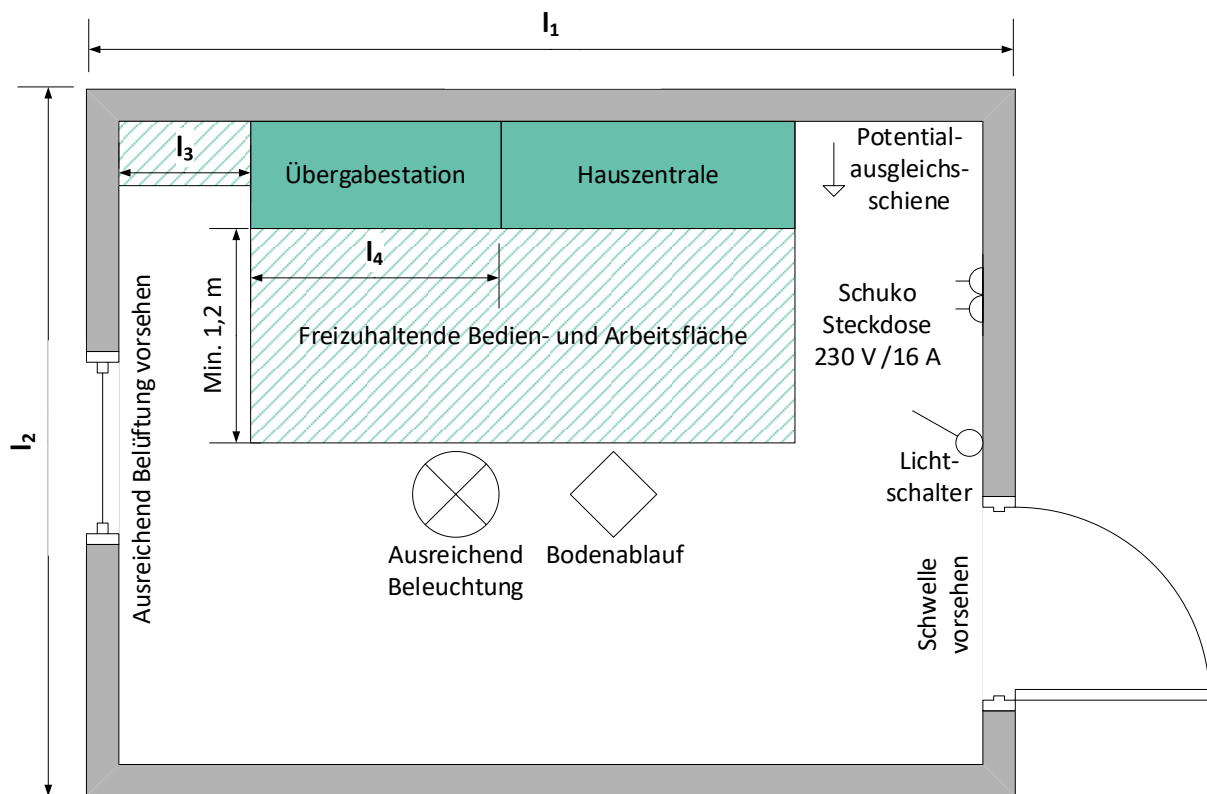 l₁
l₃
Übergabestation
Hauszentrale
Potential-
ausgleichs-
schiene
l₄
Min. 1,2 m
Freizuhaltende Bedien- und Arbeitsfläche
Schuko
Steckdose
230 V /16 A
l₂
Ausreichend Belüftung vorsehen
Licht-
schalter
Ausreichend
Beleuchtung
Bodenablauf
Schwelle
vorsehen